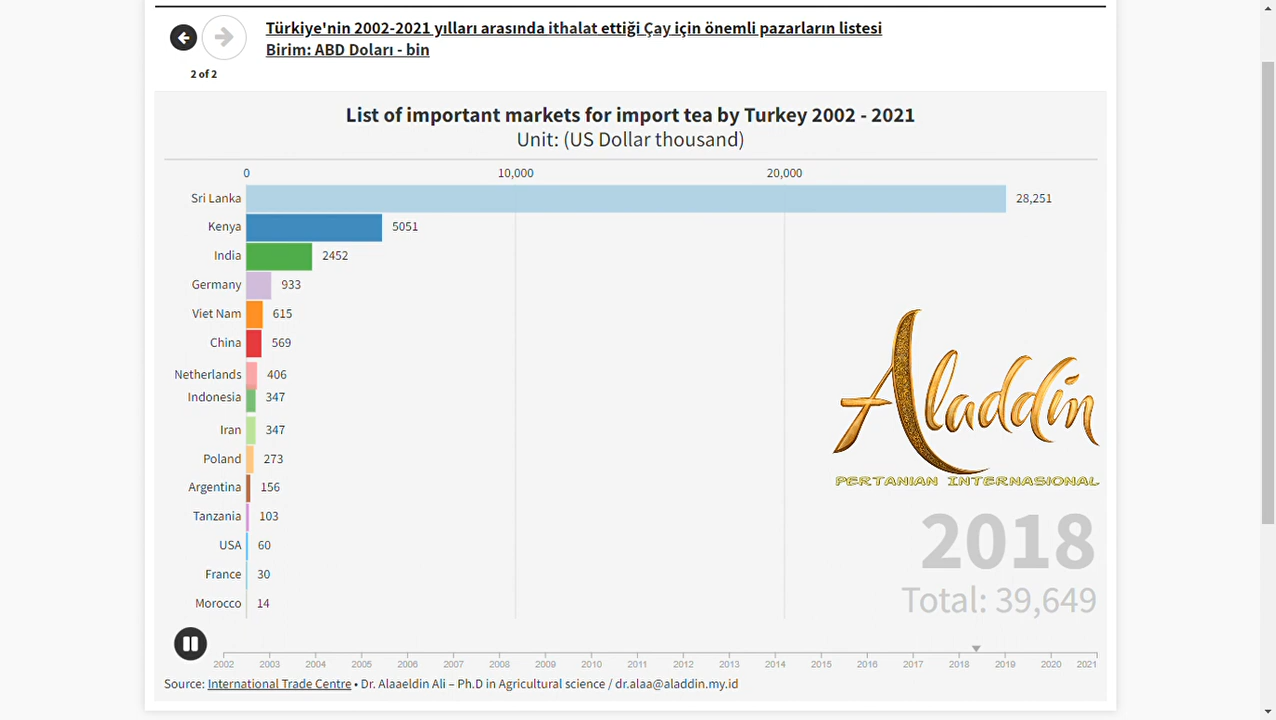 Türkiye'nin 2002-2021 yılları arasında ithalat ettiği Çay için önemli pazarların listesi
Birim: ABD Doları - bin
2 of 2
List of important markets for import tea by Turkey 2002 - 2021
Unit: (US Dollar thousand)
0 10,000 20,000
Sri Lanka 28,251
Kenya 5051
India 2452
Germany 933
Viet Nam 615
China 569
Netherlands 406
Indonesia 347
Iran 347
Poland 273
Argentina 156
Tanzania 103
USA 60
France 30
Morocco 14
Aladdin
PERTANIAN INTERNASIONAL
2018
Total: 39,649
2002 2003 2004 2005 2006 2007 2008 2009 2010 2011 2012 2013 2014 2015 2016 2017 2018 2019 2020 2021
Source: International Trade Centre • Dr. Alaaeldin Ali – Ph.D in Agricultural science / dr.alaa@aladdin.my.id